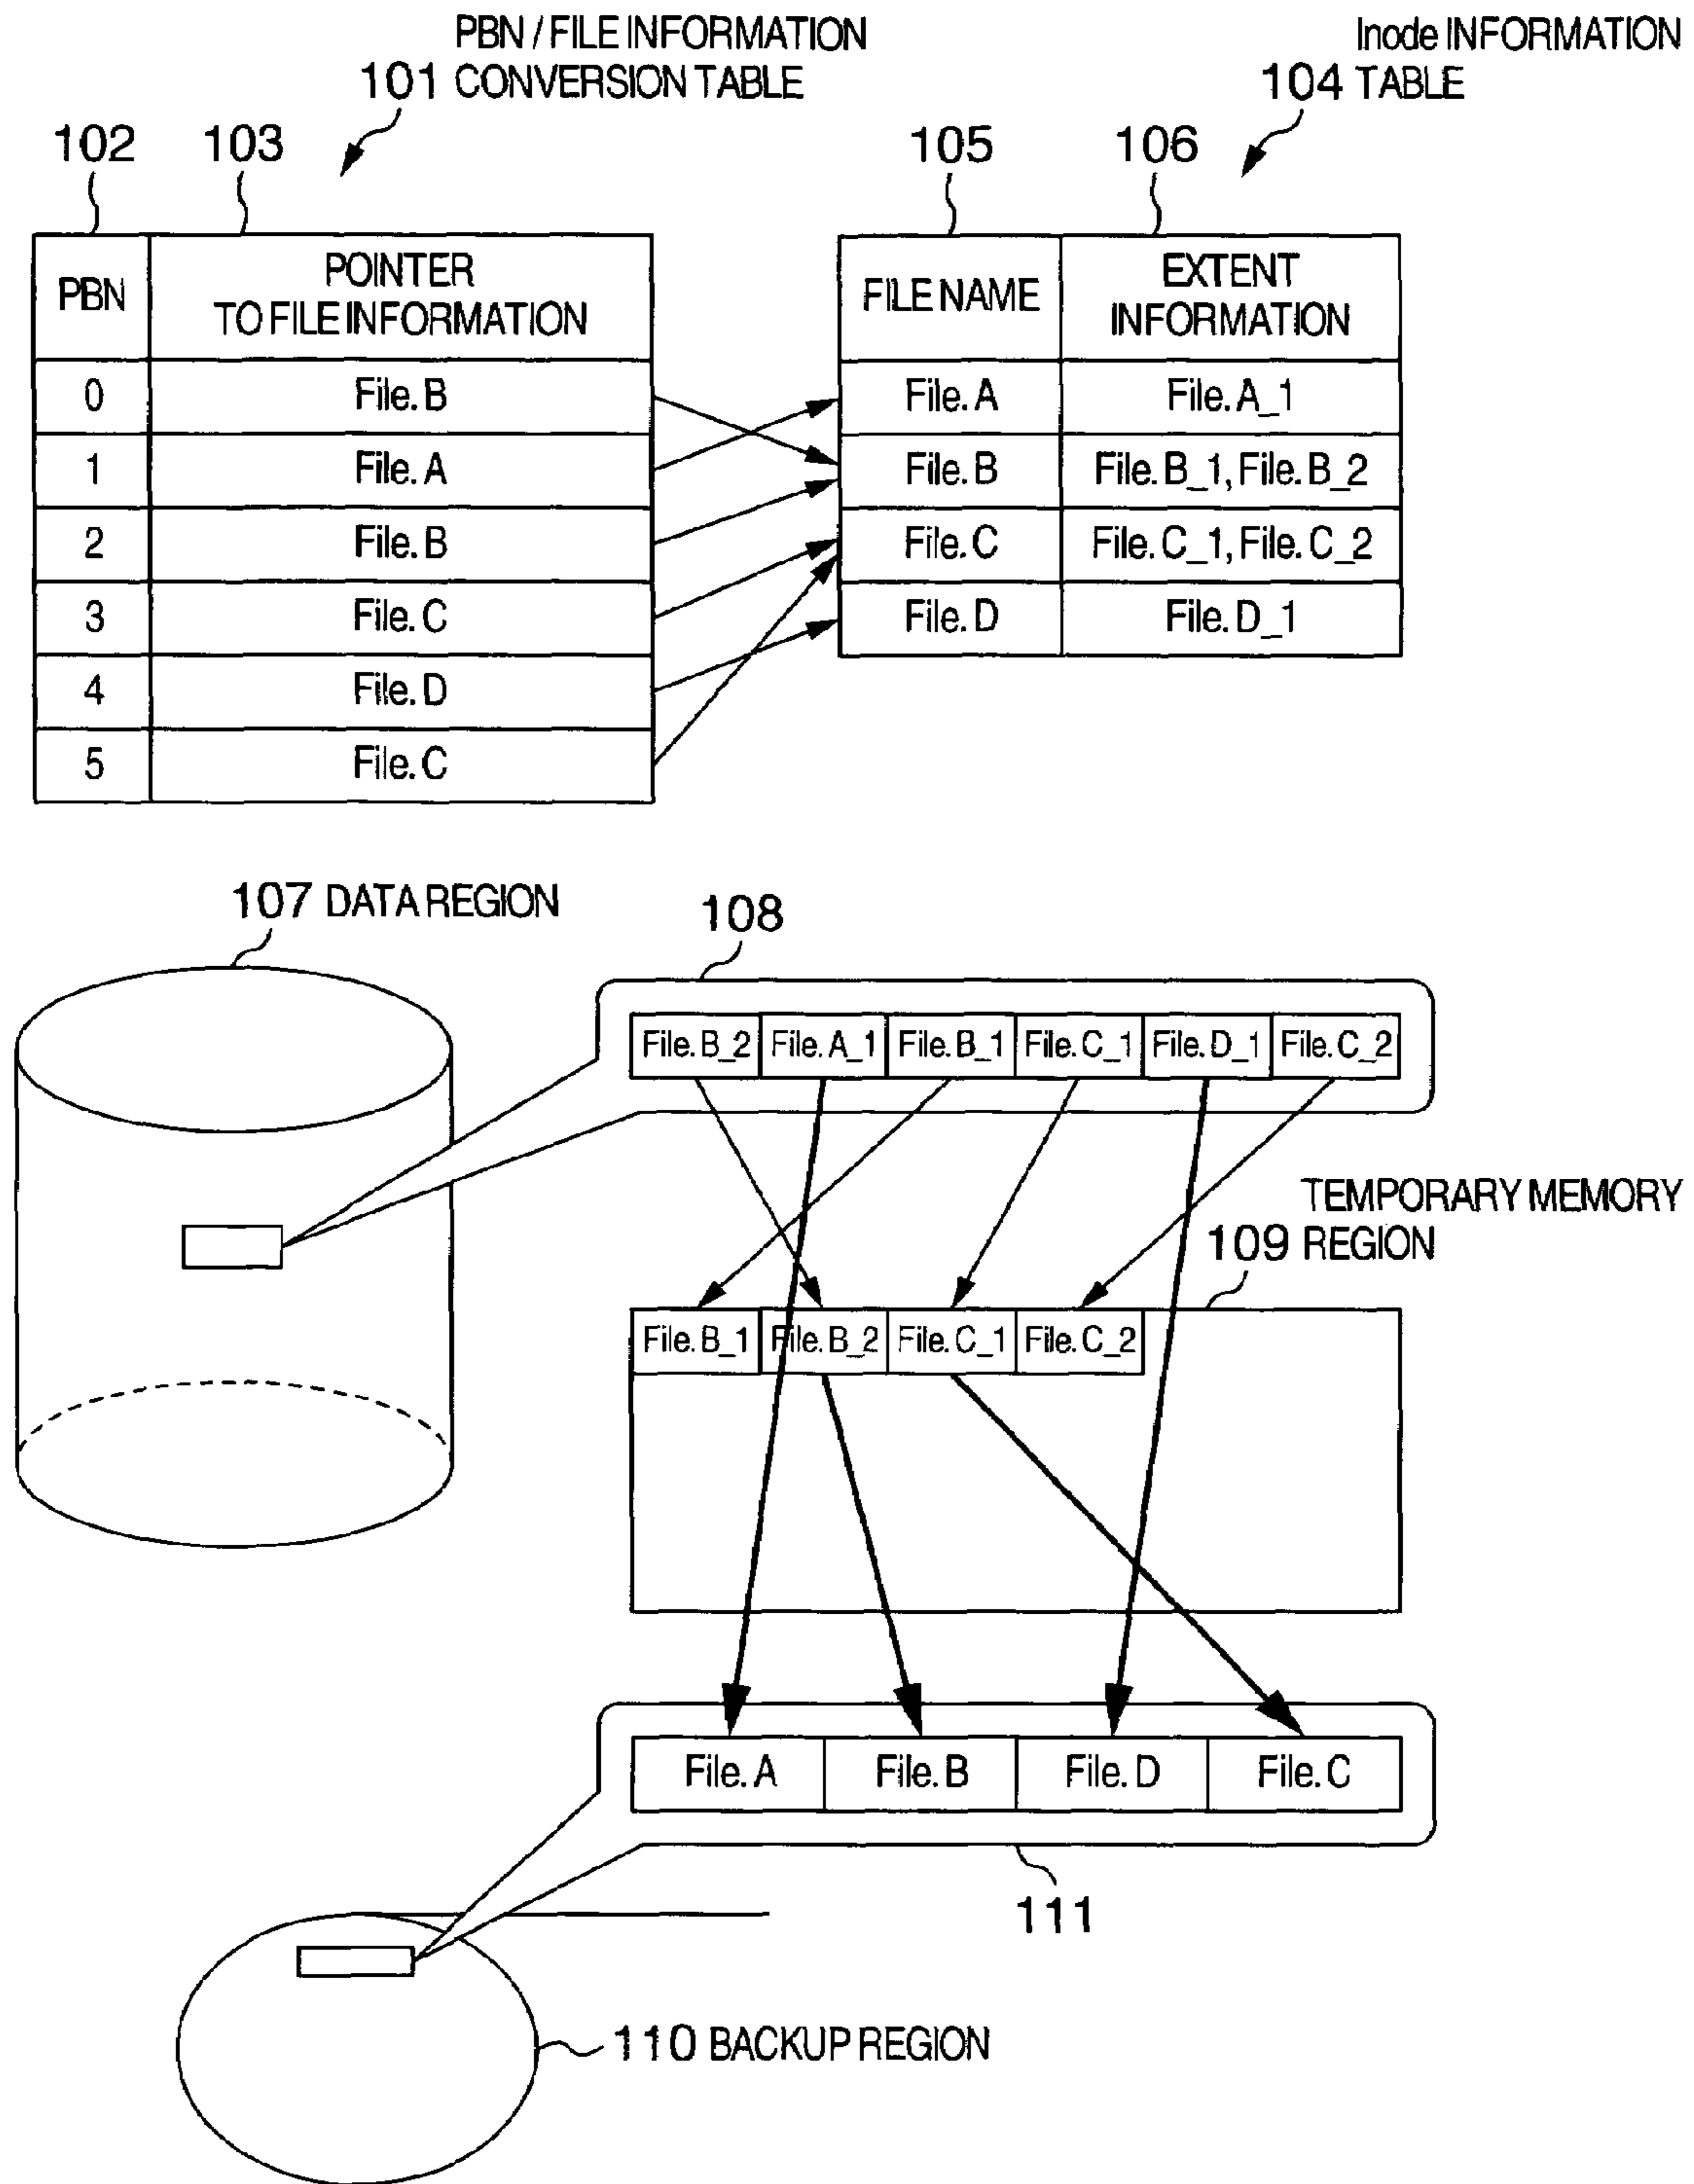 PBN / FILE INFORMATION
101 CONVERSION TABLE
Inode INFORMATION
104 TABLE
102 103
105 106
PBN POINTER TO FILE INFORMATION
0 File.B
1 File.A
2 File.B
3 File.C
4 File.D
5 File.C
FILE NAME EXTENT INFORMATION
File.A File.A_1
File.B File.B_1, File.B_2
File.C File.C_1, File.C_2
File.D File.D_1
107 DATA REGION
108
File.B_2 File.A_1 File.B_1 File.C_1 File.D_1 File.C_2
TEMPORARY MEMORY
109 REGION
File.B_1 File.B_2 File.C_1 File.C_2
File.A File.B File.D File.C
111
110 BACKUP REGION